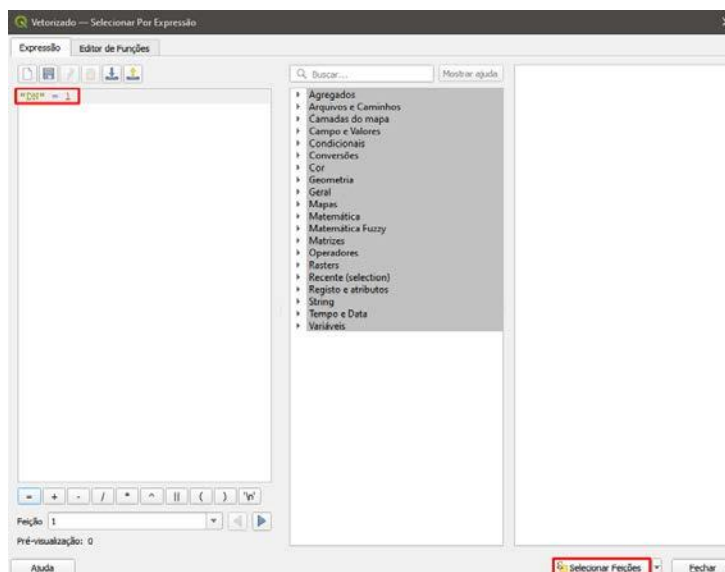 Vetorizado — Selecionar Por Expressão
Expressão Editor de Funções
"DN" = 1
Buscar... Mostrar ajuda
Agregados
Arquivos e Caminhos
Camadas do mapa
Campo e Valores
Condicionais
Conversões
Cor
Geometria
Geral
Mapas
Matemática
Matemática Fuzzy
Matrizes
Operadores
Rasters
Recente (selection)
Registo e atributos
String
Tempo e Data
Variáveis
= + - / * ^ || ( ) '\n'
Feição 1
Pré-visualização: 0
Ajuda Selecionar Feições Fechar